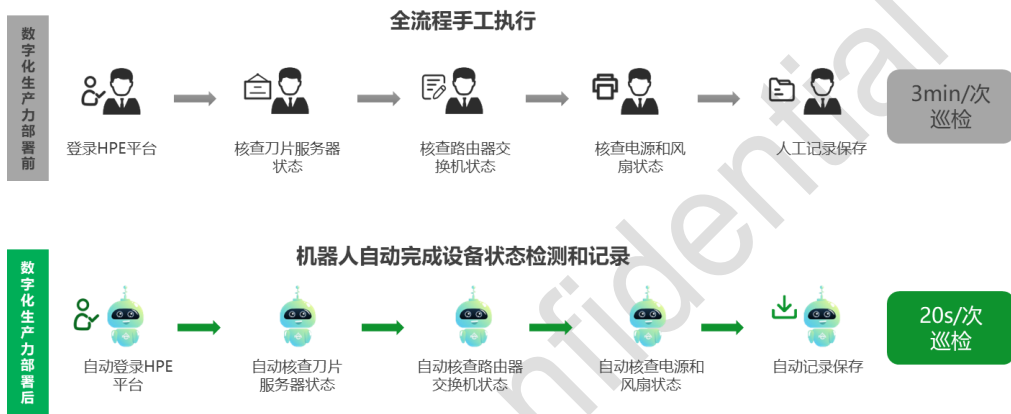 全流程手工执行
数字化生产力部署前
登录HPE平台
核查刀片服务器
状态
核查路由器交
换机状态
核查电源和风
扇状态
人工记录保存
3min/次
巡检
机器人自动完成设备状态检测和记录
数字化生产力部署后
自动登录HPE
平台
自动核查刀片
服务器状态
自动核查路由器
交换机状态
自动核查电源和
风扇状态
自动记录保存
20s/次
巡检
nfidential